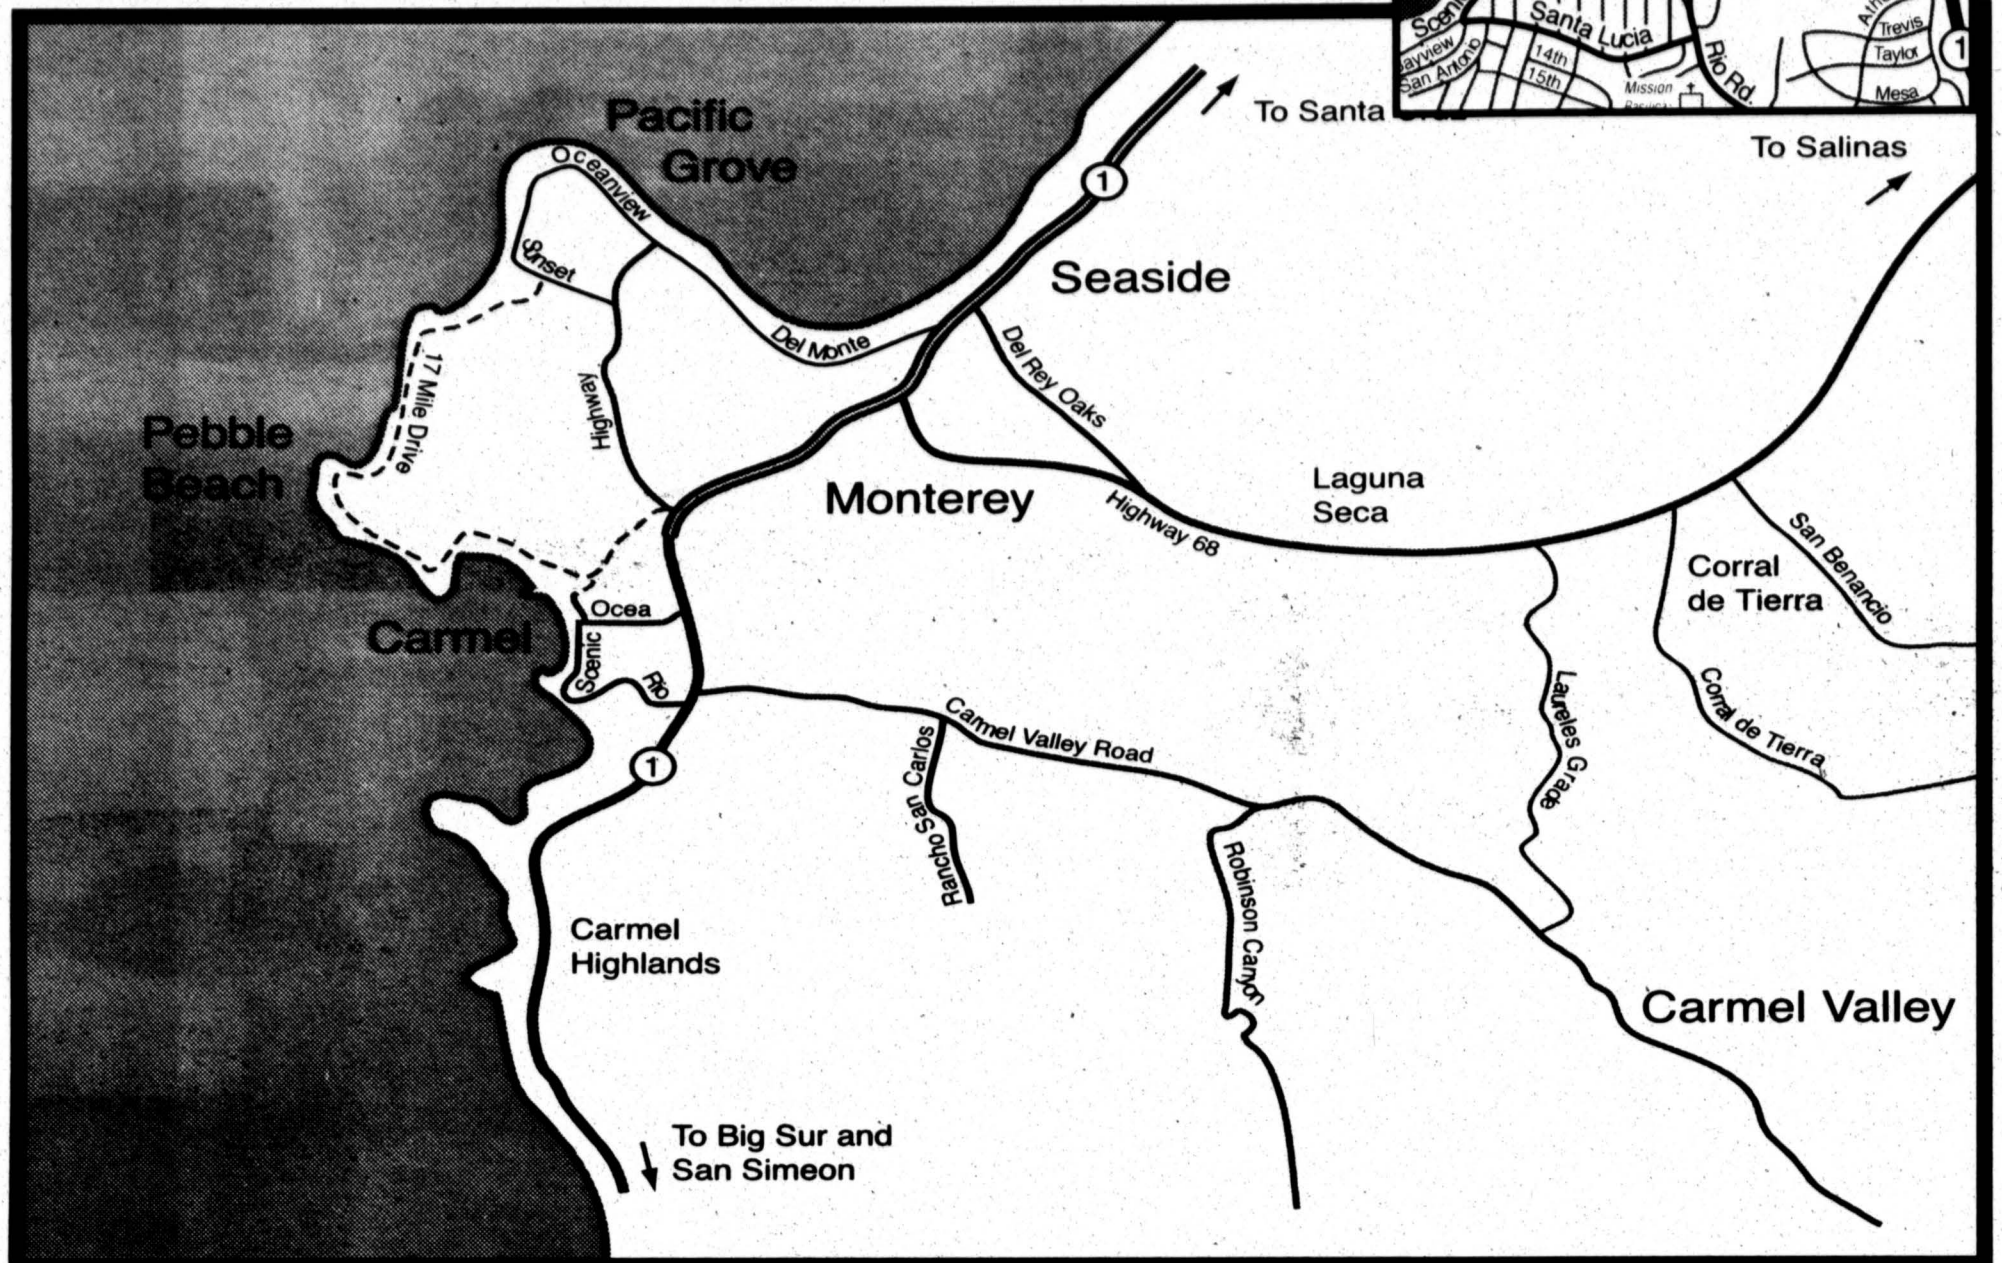 Scenic
Santa Lucia
Bayview
San Antonio
14th
15th
Mission
Rio Rd.
Trevis
Taylor
Mesa
1
Pacific
Grove
Oceanview
Sunset
To Santa
To Salinas
1
Seaside
Del Monte
Del Rey Oaks
17 Mile Drive
Highway
Pebble
Beach
Monterey
Highway 68
Laguna
Seca
San Benancio
Corral
de Tierra
Corral de Tierra
Laureles Grade
Ocea
Carmel
Scenic
Rio
Carmel Valley Road
Rancho San Carlos
1
Robinson Canyon
Carmel
Highlands
Carmel Valley
To Big Sur and
San Simeon